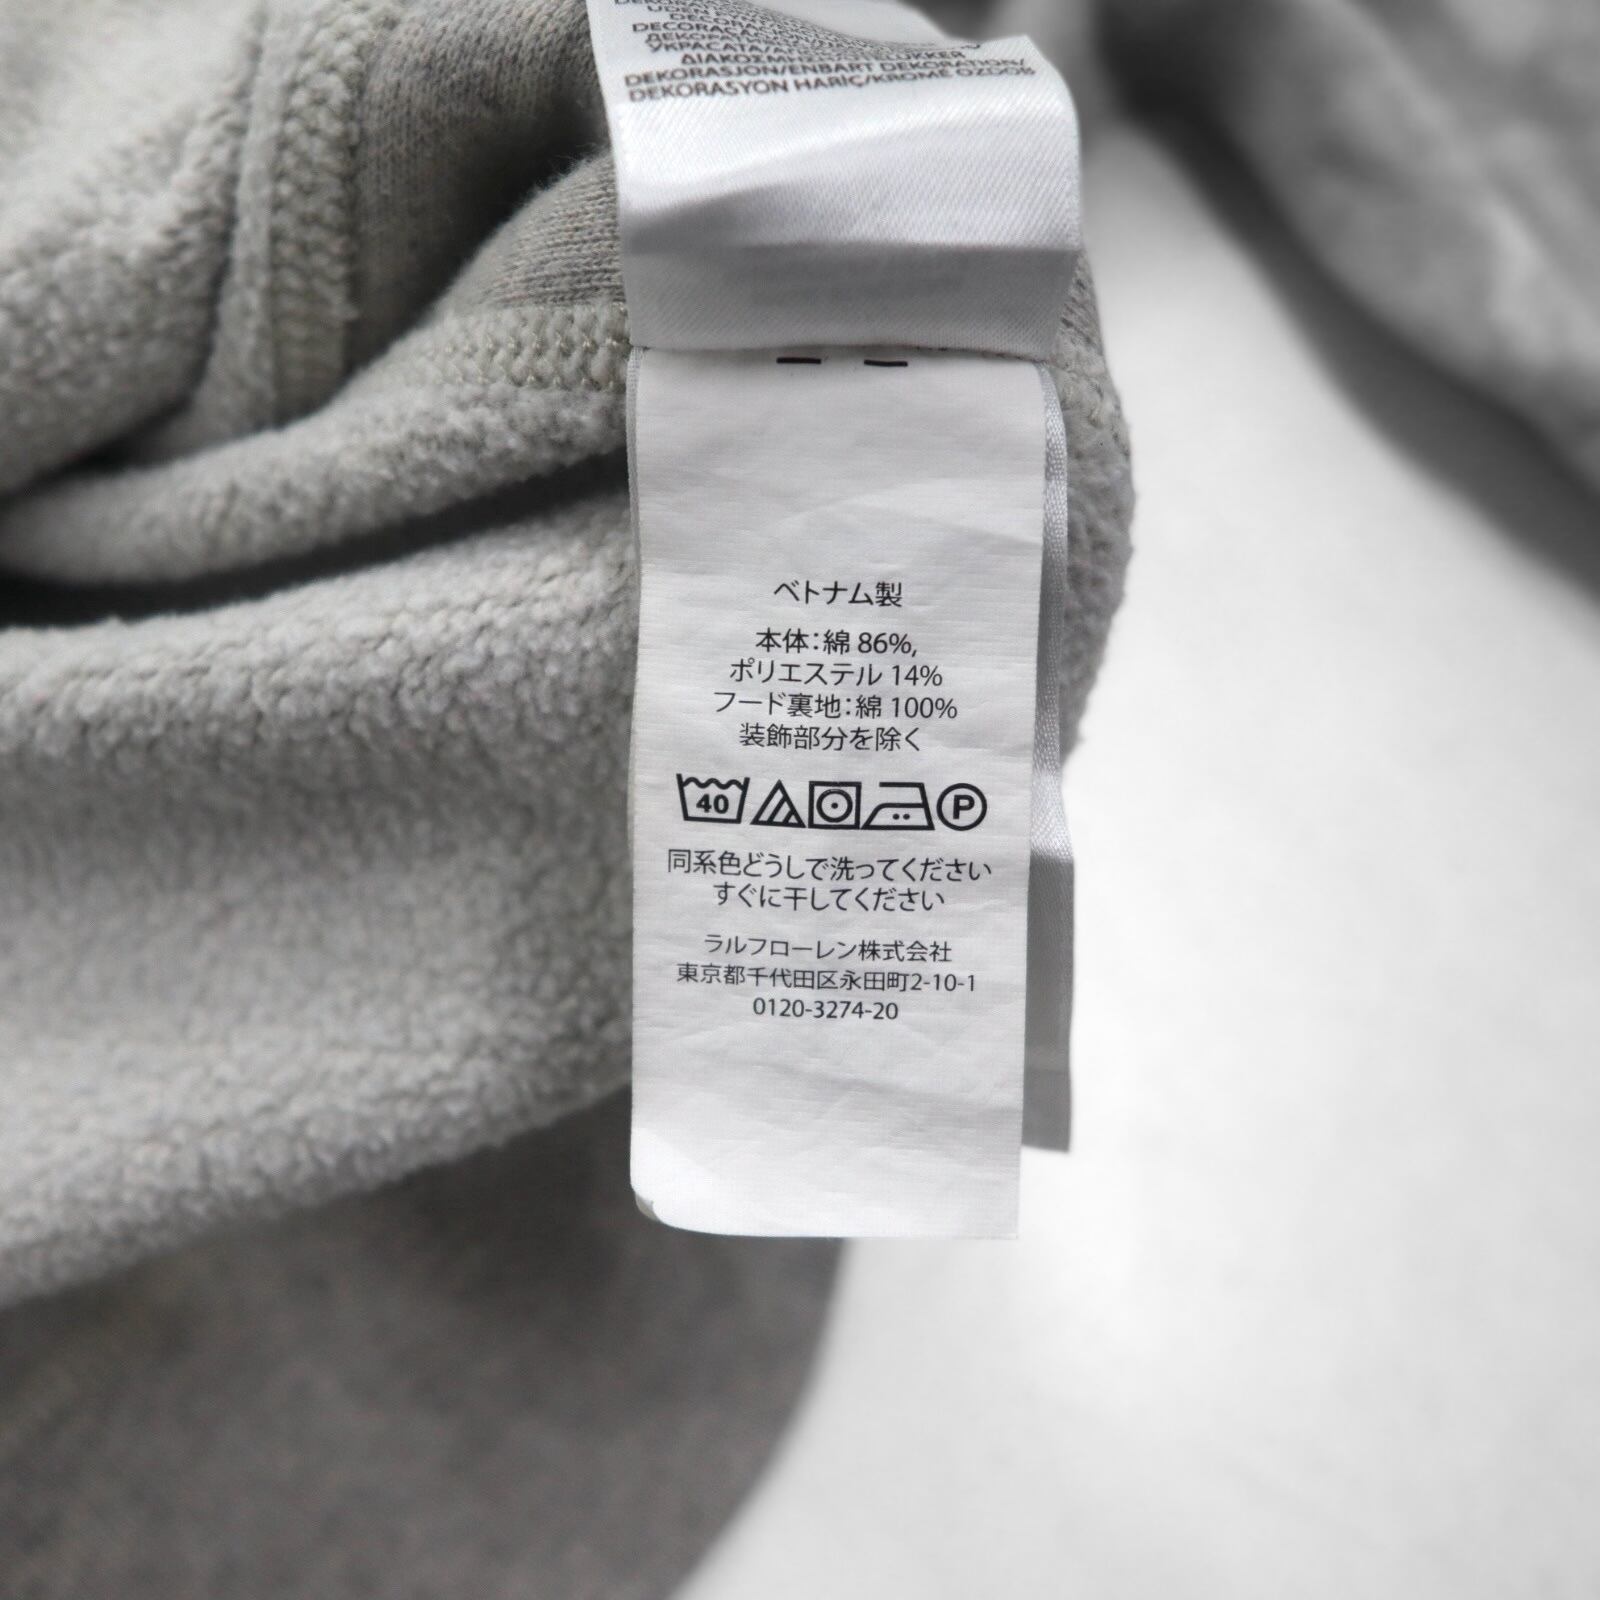 DECORAT
ΔΙΑΚΟΣΜΗΣΗ/
DEKORASJON/ENBART DEKORATION/
DEKORASYON HARİÇ/KROMĚ OZDOB
ベトナム製
本体:綿 86%,
ポリエステル 14%
フード裏地:綿 100%
装飾部分を除く
40 P
同系色どうしで洗ってください
すぐに干してください
ラルフローレン株式会社
東京都千代田区永田町2-10-1
0120-3274-20